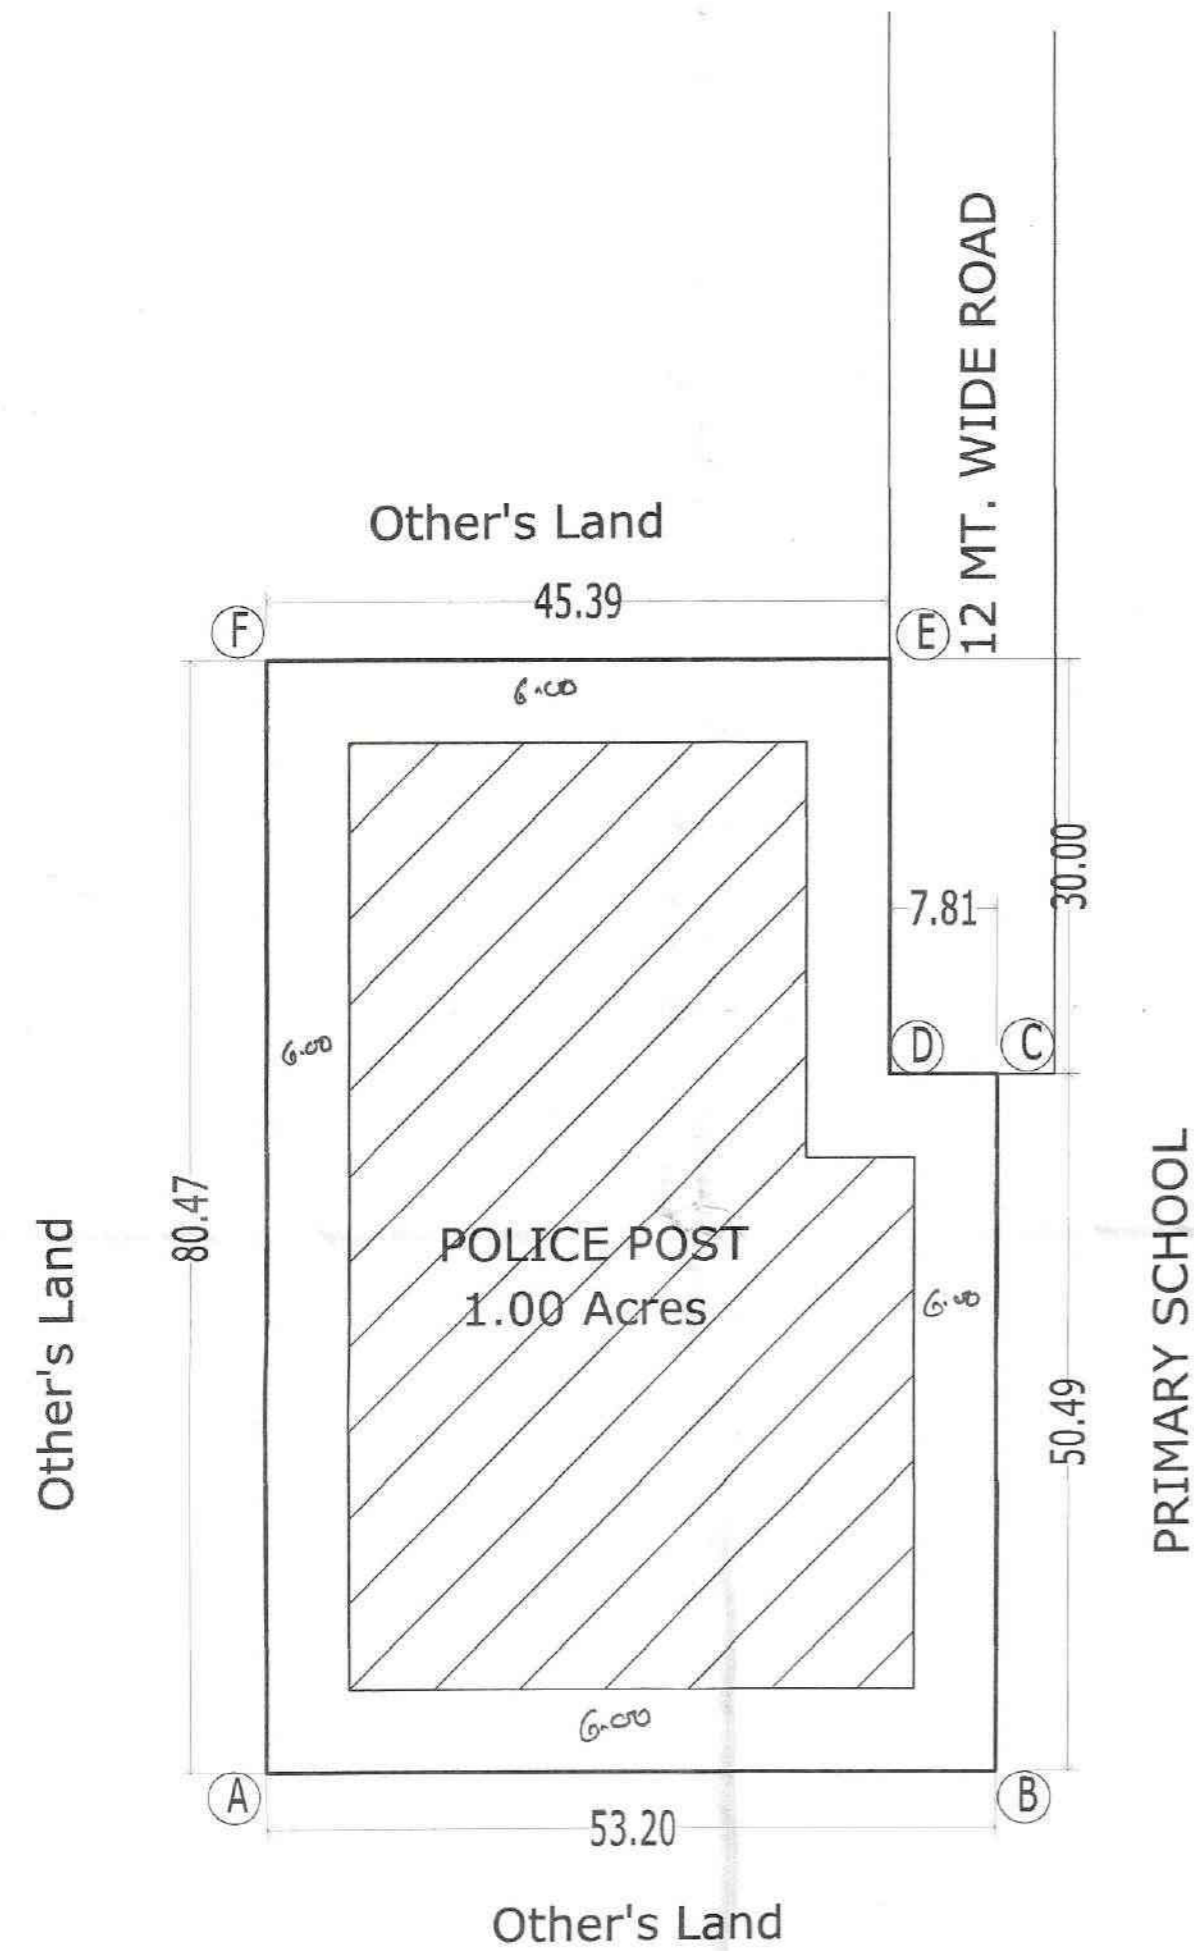 12 MT. WIDE ROAD
Other's Land
45.39
F
E
6.00
30.00
7.81
6.00
D
C
80.47
Other's Land
POLICE POST
1.00 Acres
6.00
50.49
PRIMARY SCHOOL
6.00
A
B
53.20
Other's Land